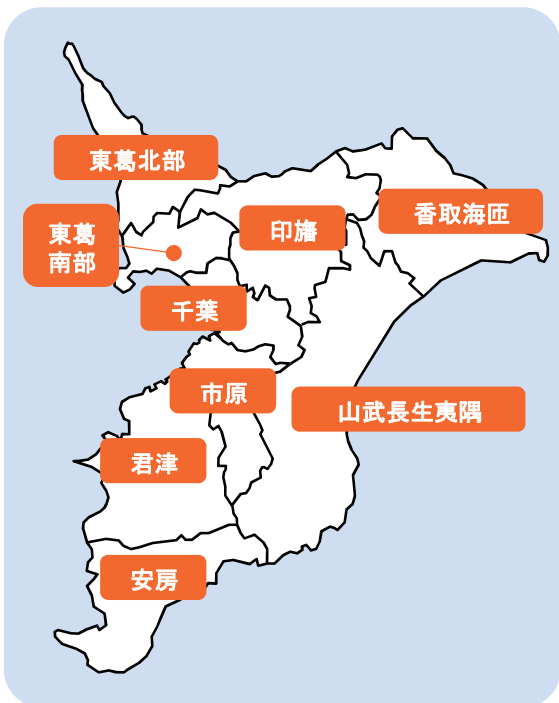 東葛北部
香取海匝
東葛
南部
印旛
千葉
市原
山武長生夷隅
君津
安房